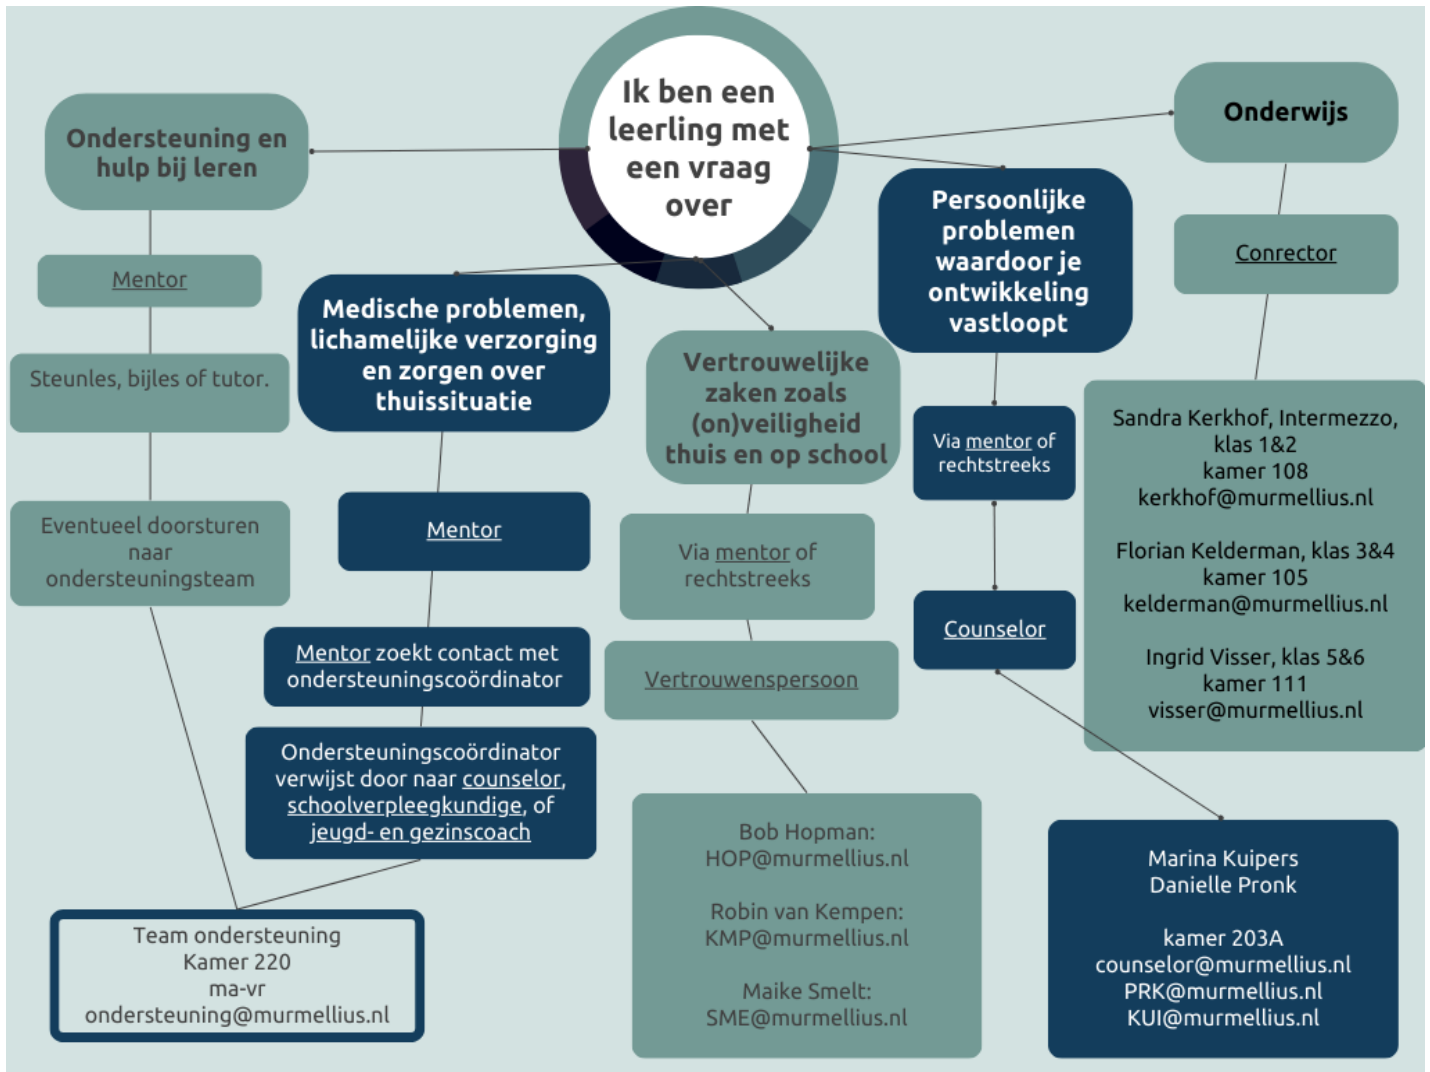 Ik ben een
leerling met
een vraag
over
Ondersteuning en
hulp bij leren
Mentor
Steunles, bijles of tutor.
Eventueel doorsturen
naar
ondersteuningsteam
Medische problemen,
lichamelijke verzorging
en zorgen over
thuissituatie
Mentor
Mentor zoekt contact met
ondersteuningscoördinator
Ondersteuningscoördinator
verwijst door naar counselor,
schoolverpleegkundige, of
jeugd- en gezinscoach
Team ondersteuning
Kamer 220
ma-vr
ondersteuning@murmellius.nl
Vertrouwelijke
zaken zoals
(on)veiligheid
thuis en op school
Via mentor of
rechtstreeks
Vertrouwenspersoon
Bob Hopman:
HOP@murmellius.nl
Robin van Kempen:
KMP@murmellius.nl
Maike Smelt:
SME@murmellius.nl
Persoonlijke
problemen
waardoor je
ontwikkeling
vastloopt
Via mentor of
rechtstreeks
Counselor
Marina Kuipers
Danielle Pronk
kamer 203A
counselor@murmellius.nl
PRK@murmellius.nl
KUI@murmellius.nl
Onderwijs
Conrector
Sandra Kerkhof, Intermezzo,
klas 1&2
kamer 108
kerkhof@murmellius.nl
Florian Kelderman, klas 3&4
kamer 105
kelderman@murmellius.nl
Ingrid Visser, klas 5&6
kamer 111
visser@murmellius.nl